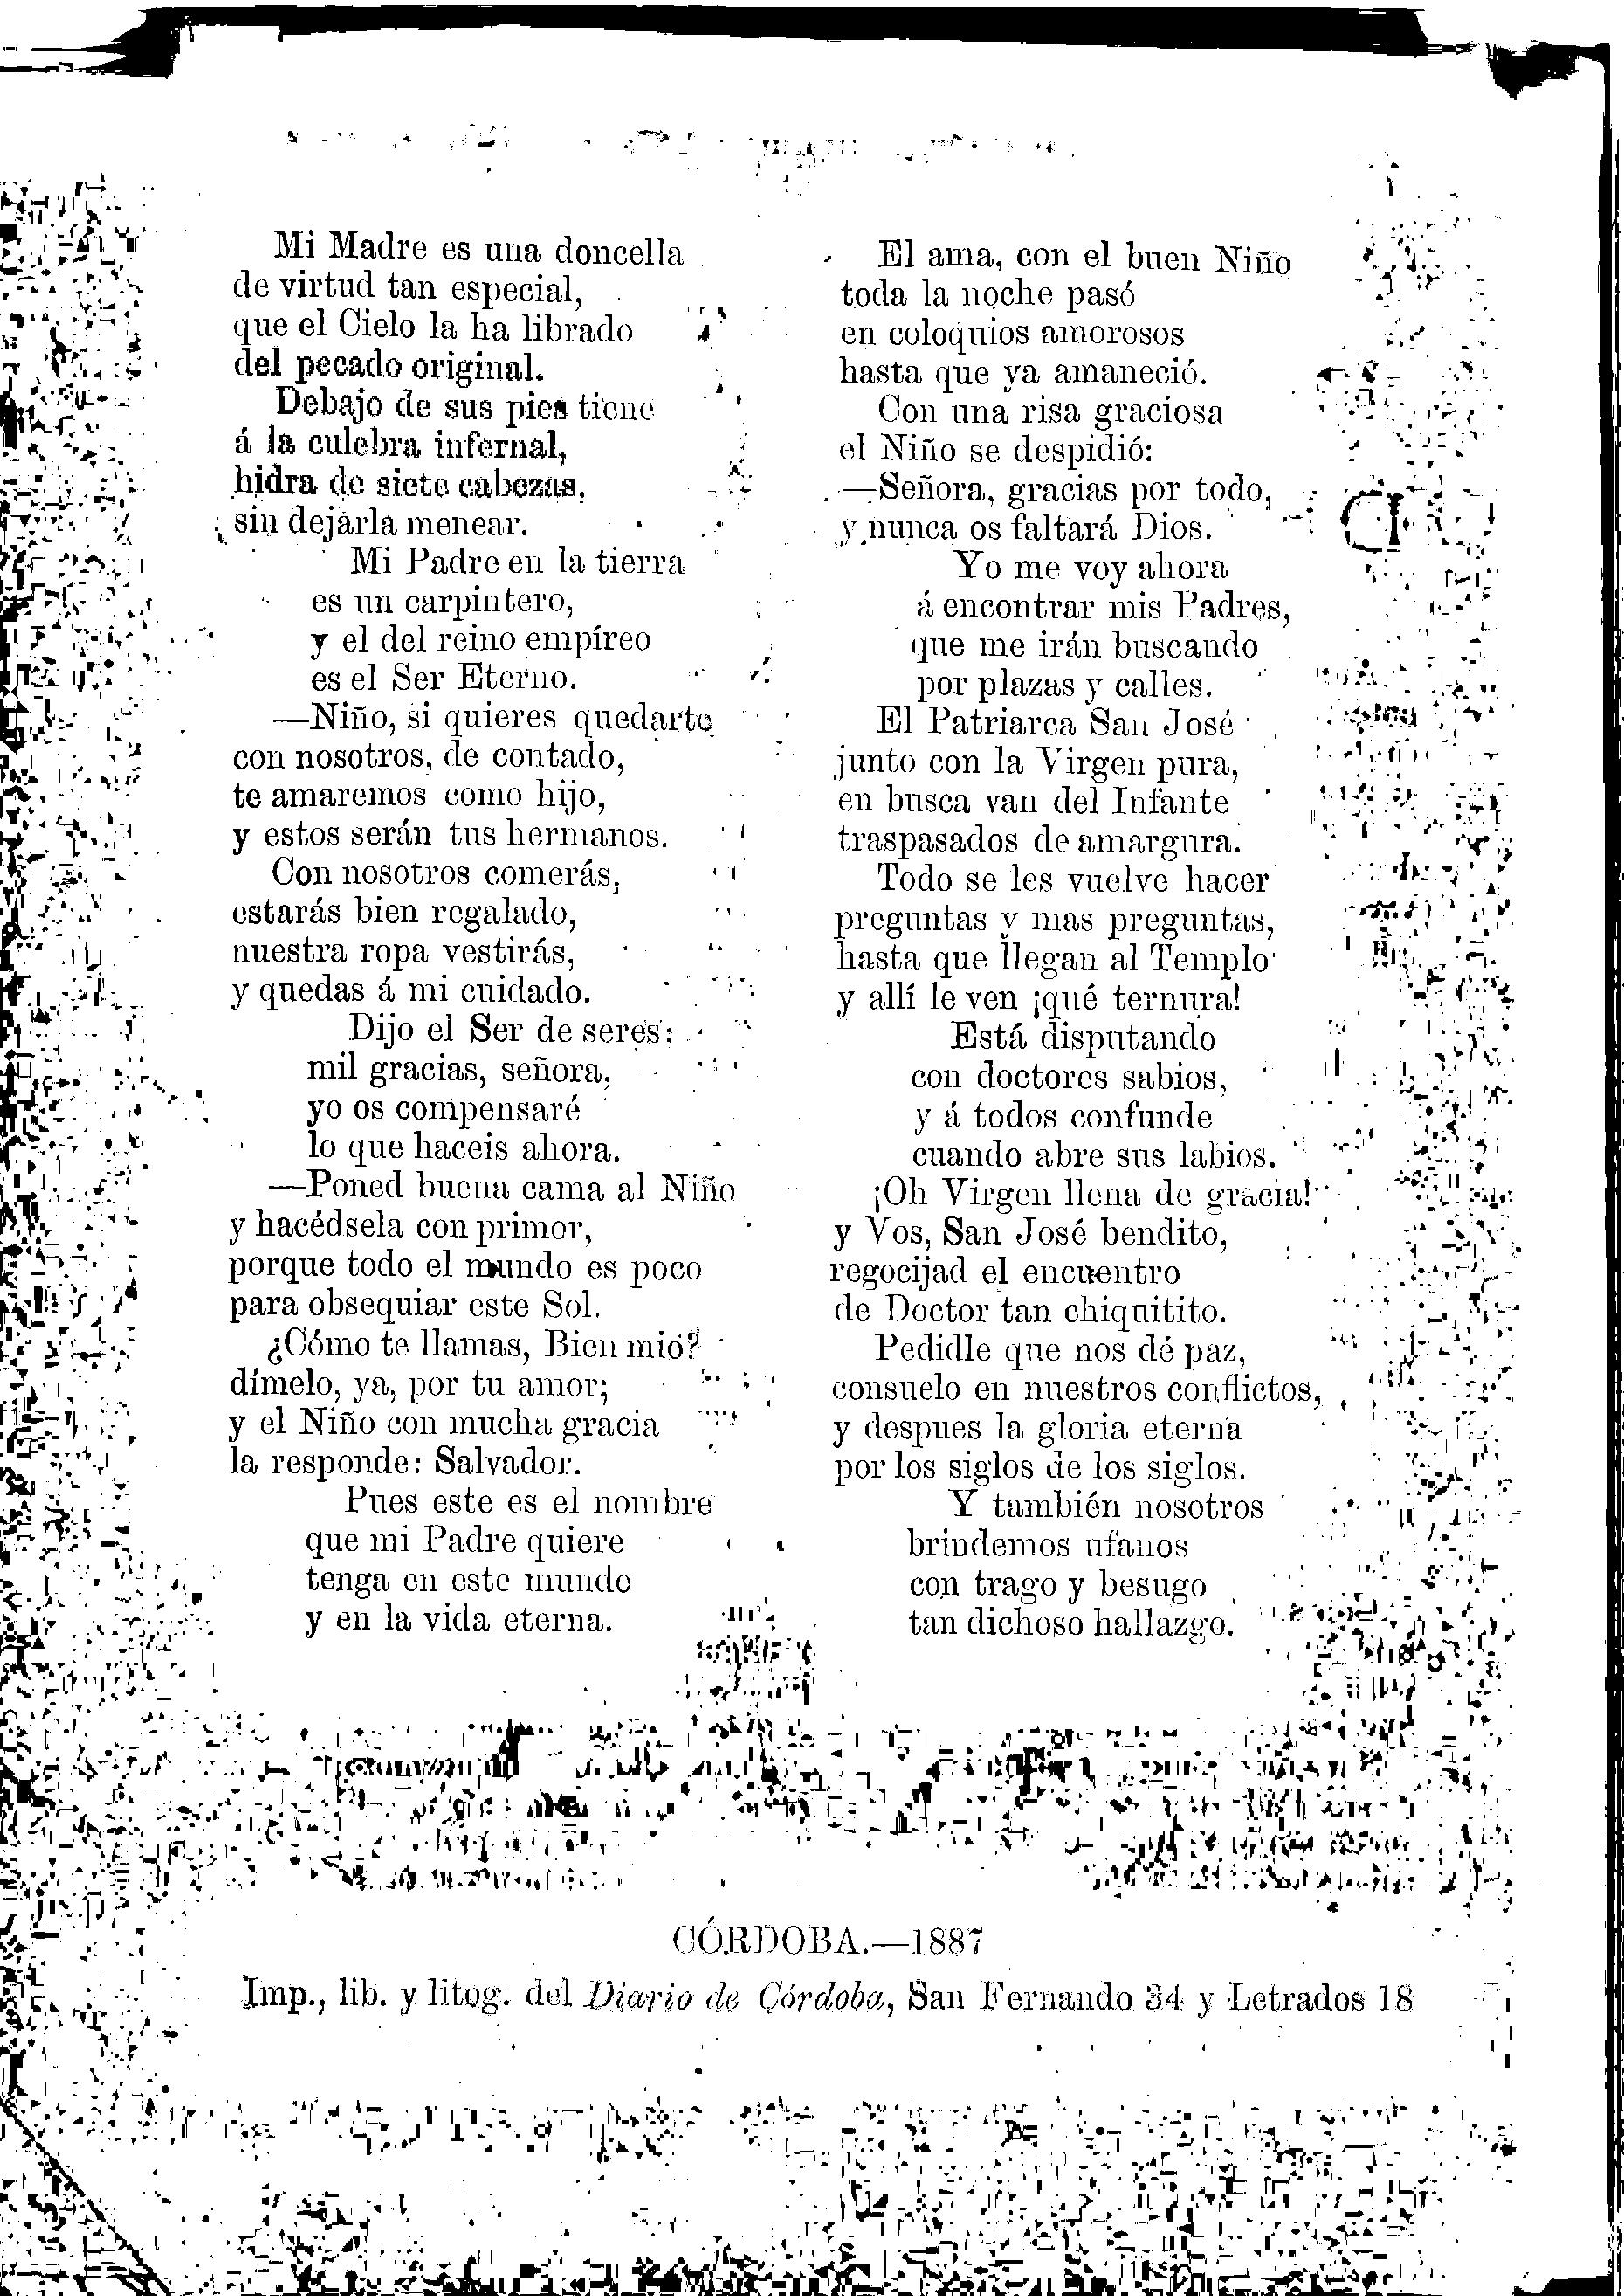 Mi Madre es una doncella
de virtud tan especial,
que el Cielo la ha librado
del pecado original.
Debajo de sus pies tiene
á la culebra infernal,
hidra de siete cabezas,
sin dejarla menear.
Mi Padre en la tierra
es un carpintero,
y el del reino empíreo
es el Ser Eterno.
—Niño, si quieres quedarte
con nosotros, de contado,
te amaremos como hijo,
y estos serán tus hermanos.
Con nosotros comerás,
estarás bien regalado,
nuestra ropa vestirás,
y quedas á mi cuidado.
Dijo el Ser de seres:
mil gracias, señora,
yo os compensaré
lo que haceis ahora.
—Poned buena cama al Niño
y hacédsela con primor,
porque todo el mundo es poco
para obsequiar este Sol.
¿Cómo te llamas, Bien mió?
dímelo, ya, por tu amor;
y el Niño con mucha gracia
la responde: Salvador.
Pues este es el nombre
que mi Padre quiere
tenga en este mundo
y en la vida eterna.
El ama, con el buen Niño
toda la noche pasó
en coloquios amorosos
hasta que ya amaneció.
Con una risa graciosa
el Niño se despidió:
—Señora, gracias por todo,
y nunca os faltará Dios.
Yo me voy ahora
á encontrar mis Padres,
que me irán buscando
por plazas y calles.
El Patriarca San José
junto con la Virgen pura,
en busca van del Infante
traspasados de amargura.
Todo se les vuelve hacer
preguntas y mas preguntas,
hasta que llegan al Templo
y allí le ven ¡qué ternura!
Está disputando
con doctores sabios,
y á todos confunde
cuando abre sus labios.
¡Oh Virgen llena de gracia!
y Vos, San José bendito,
regocijad el encuentro
de Doctor tan chiquitito.
Pedidle que nos dé paz,
consuelo en nuestros conflictos,
y despues la gloria eterna
por los siglos de los siglos.
Y también nosotros
brindemos ufanos
con trago y besugo
tan dichoso hallazgo.
CÓRDOBA.—1887
Imp., lib. y litog. del Diario de Córdoba, San Fernando 34 y Letrados 18